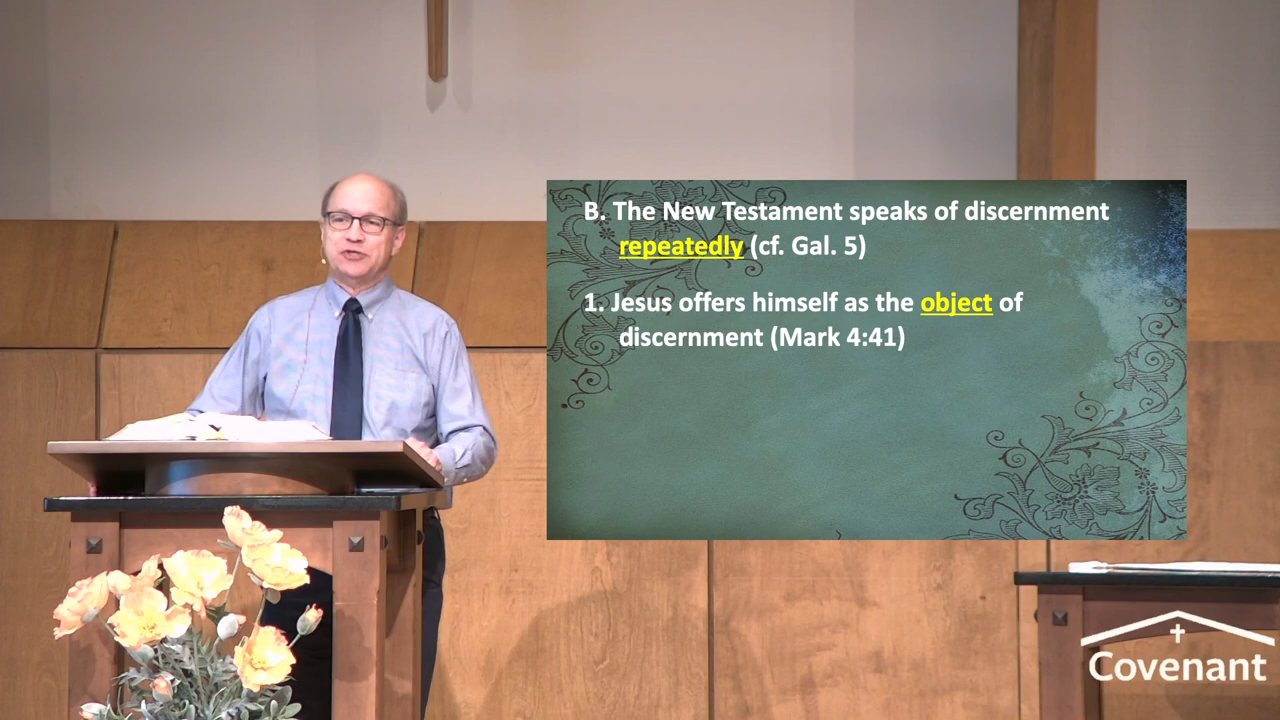 B. The New Testament speaks of discernment
repeatedly (cf. Gal. 5)
1. Jesus offers himself as the object of
discernment (Mark 4:41)
Covenant